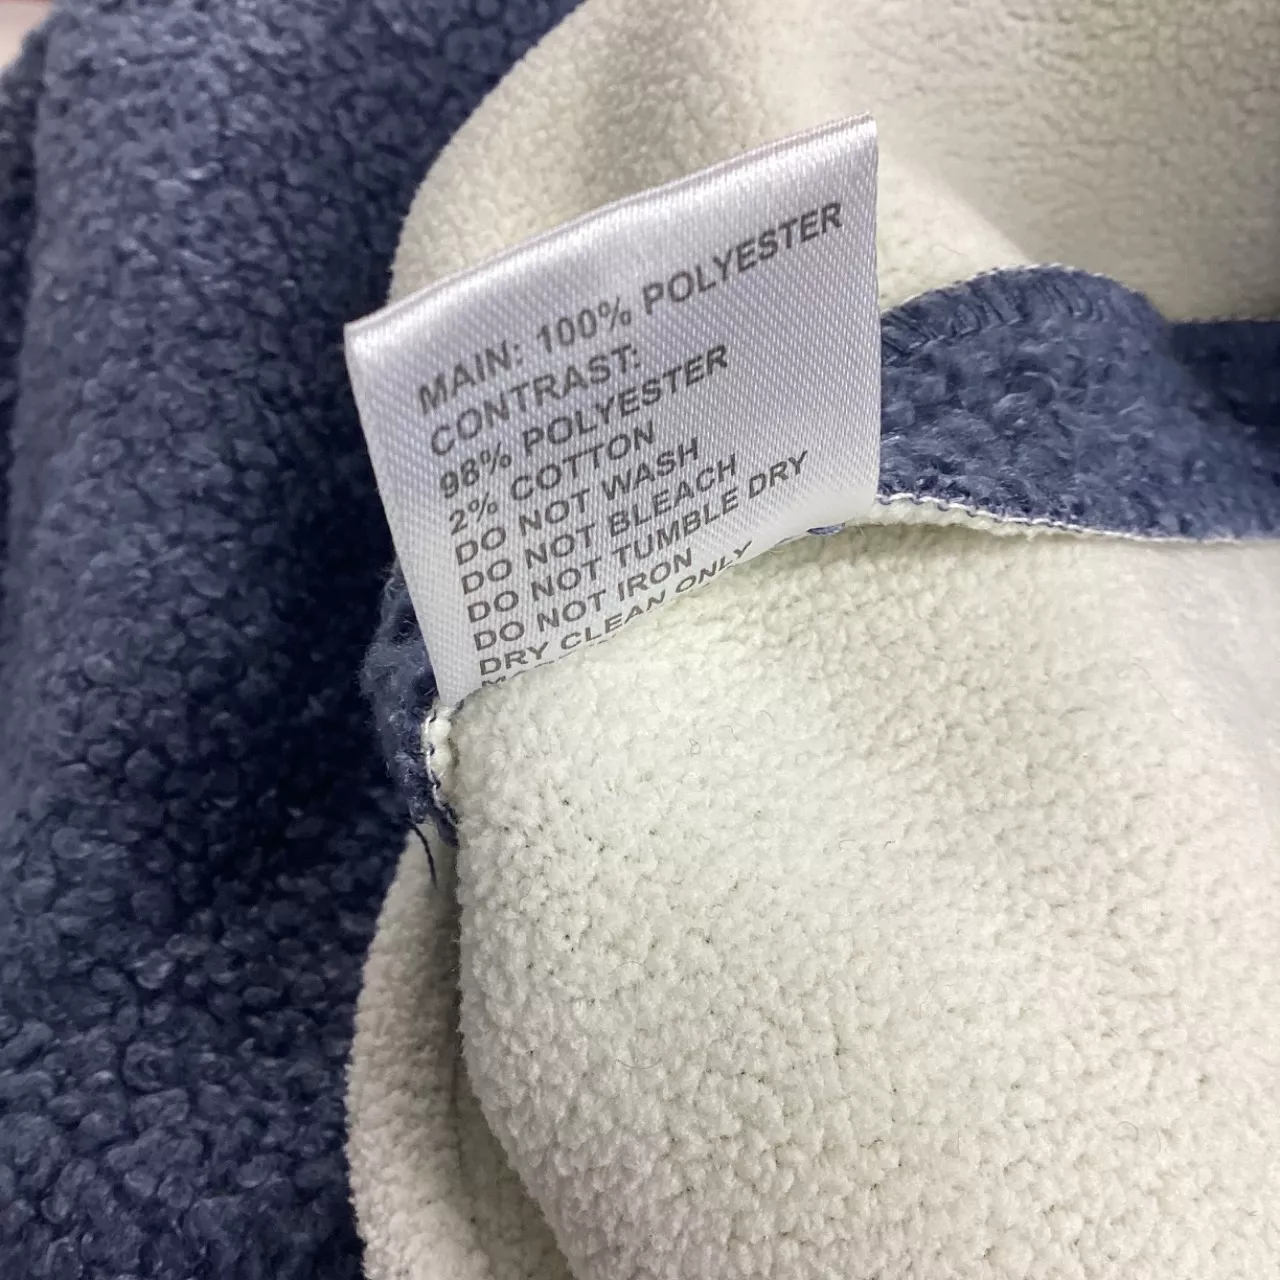 MAIN: 100% POLYESTER
CONTRAST:
98% POLYESTER
2% COTTON
DO NOT WASH
DO NOT BLEACH
DO NOT TUMBLE DRY
DO NOT IRON
DRY CLEAN ONLY